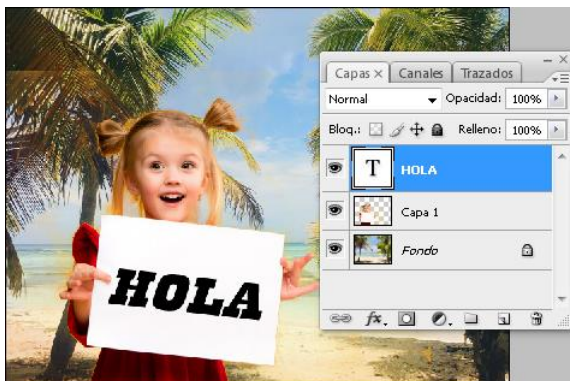 Capas × Canales Trazados
Normal Opacidad: 100%
Bloq.: Relleno: 100%
T HOLA
Capa 1
Fondo
fx.
HOLA